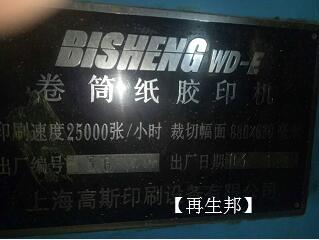 BISHENG WD-E
卷筒纸胶印机
印刷速度25000张/小时 裁切幅面
出厂编号 出厂日期
上海高斯印刷设备有限公司
【再生邦】